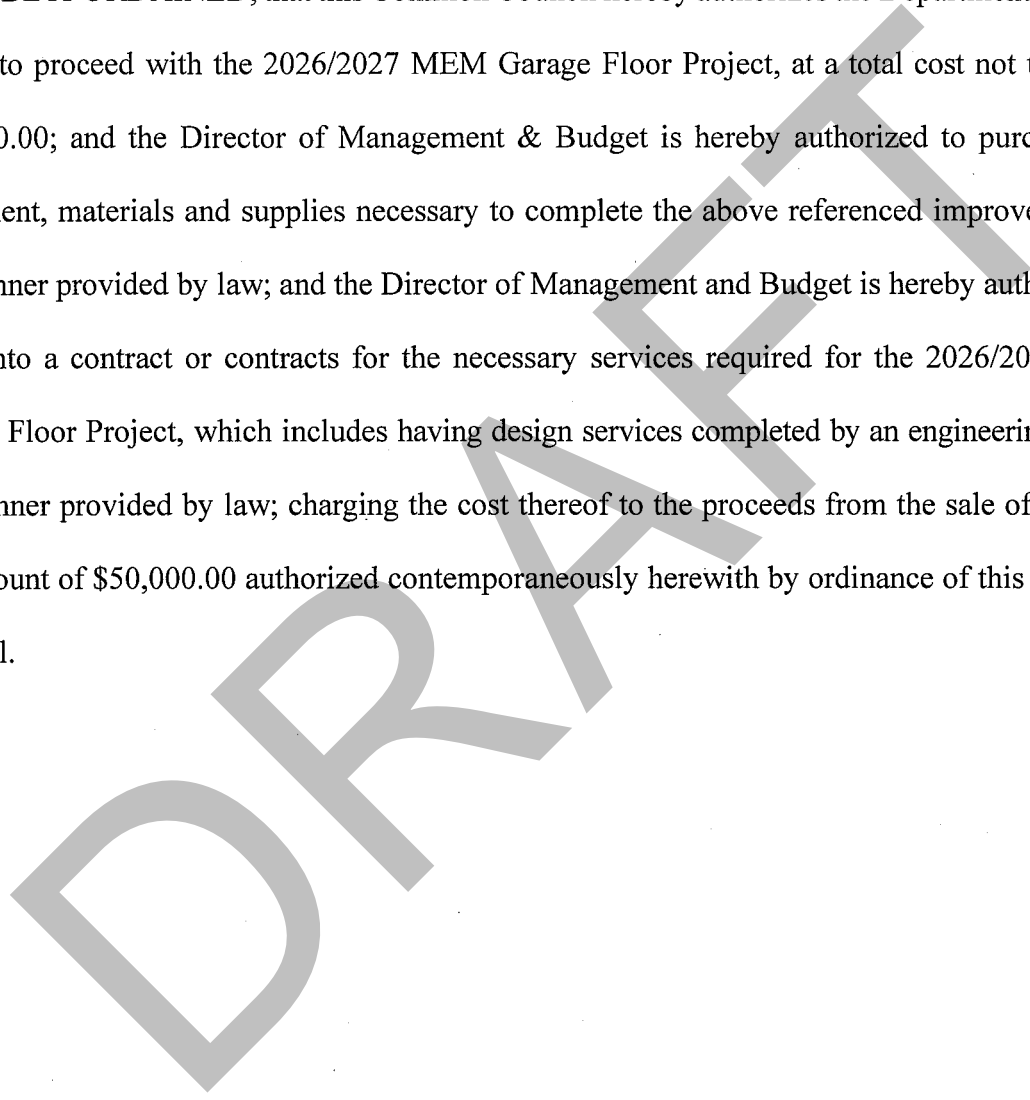 to proceed with the 2026/2027 MEM Garage Floor Project, at a total cost not
0.00; and the Director of Management & Budget is hereby authorized to purc
ent, materials and supplies necessary to complete the above referenced improve
nner provided by law; and the Director of Management and Budget is hereby auth
nto a contract or contracts for the necessary services required for the 2026/20
Floor Project, which includes having design services completed by an engineerin
nner provided by law; charging the cost thereof to the proceeds from the sale of
ount of $50,000.00 authorized contemporaneously herewith by ordinance of this
l.
DRAFT